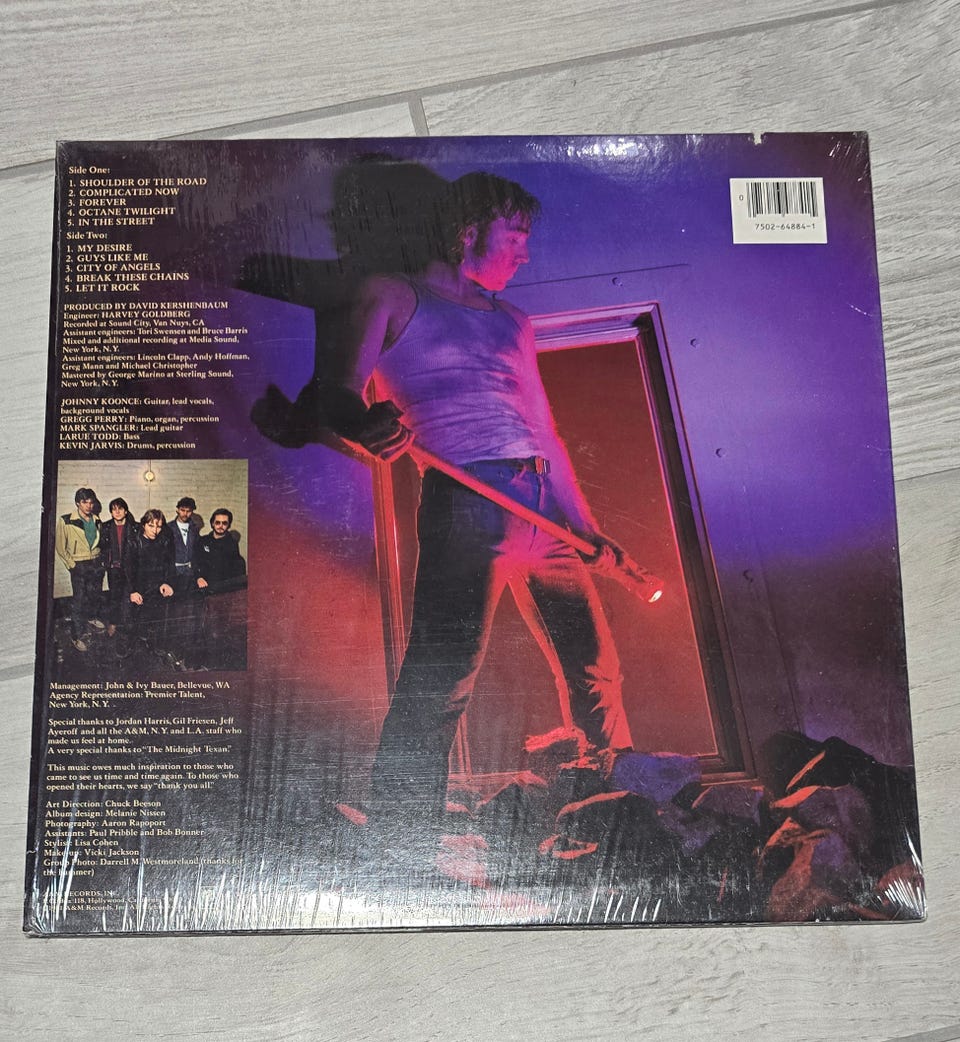 Side One:
1. SHOULDER OF THE ROAD
2. COMPLICATED NOW
3. FOREVER
4. OCTANE TWILIGHT
5. IN THE STREET
Side Two:
1. MY DESIRE
2. GUYS LIKE ME
3. CITY OF ANGELS
4. BREAK THESE CHAINS
5. LET IT ROCK
PRODUCED BY DAVID KERSHENBAUM
Engineer: HARVEY GOLDBERG
Recorded at Sound City, Van Nuys, CA
Assistant engineers: Tori Swensen and Bruce Barris
Mixed and additional recording at Media Sound,
New York, N.Y.
Assistant engineers: Lincoln Clapp, Andy Hoffman,
Greg Mann and Michael Christopher
Mastered by George Marino at Sterling Sound,
New York, N.Y.
JOHNNY KOONCE: Guitar, lead vocals,
background vocals
GREGG PERRY: Piano, organ, percussion
MARK SPANGLER: Lead guitar
LARUE TODD: Bass
KEVIN JARVIS: Drums, percussion
Management: John & Ivy Bauer, Bellevue, WA
Agency Representation: Premier Talent,
New York, N.Y.
Special thanks to Jordan Harris, Gil Friesen, Jeff
Ayeroff and all the A&M, N.Y. and L.A. staff who
made us feel at home.
A very special thanks to "The Midnight Texan."
This music owes much inspiration to those who
came to see us time and time again. To those who
opened their hearts, we say "thank you all."
Art Direction: Chuck Beeson
Album design: Melanie Nissen
Photography: Aaron Rapoport
Assistants: Paul Pribble and Bob Bonner
Stylist: Lisa Cohen
Make-up: Vicki Jackson
Group Photo: Darrell M. Westmoreland (thanks for
the hammer)
A&M RECORDS, INC.
P.O. Box 118, Hollywood,
A&M Records, Inc.
0
7502-64884-1